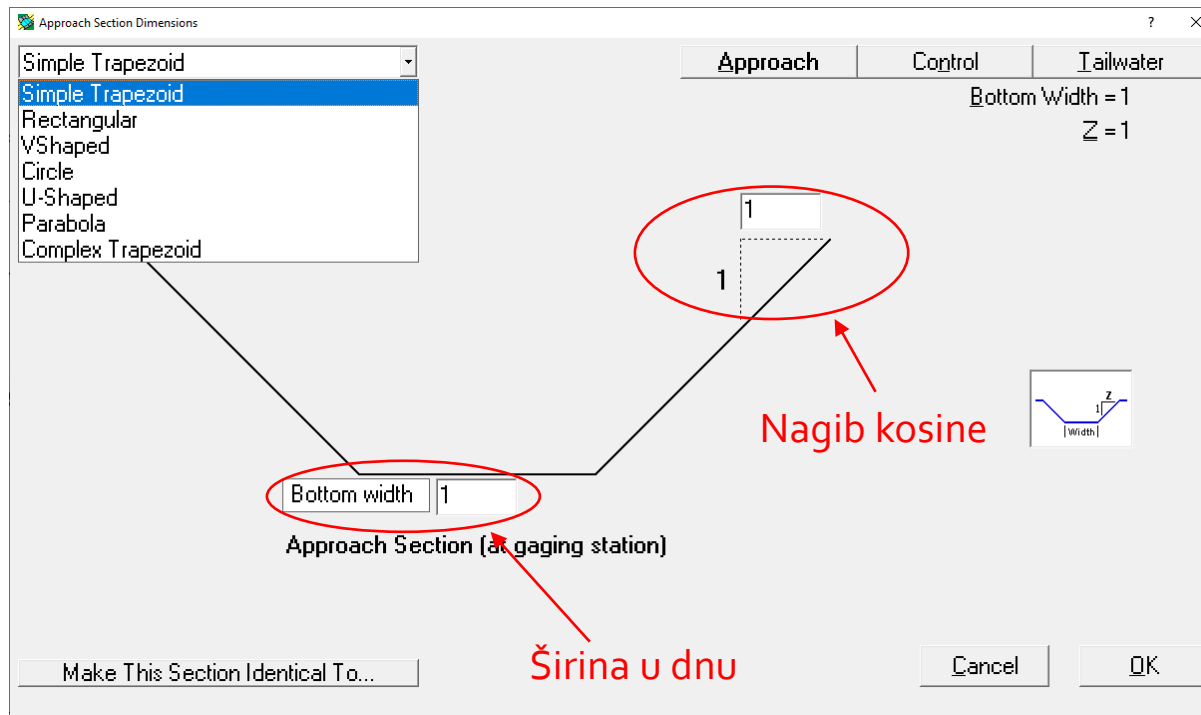 Approach Section Dimensions
?
Simple Trapezoid
Approach
Control
Tailwater
Simple Trapezoid
Rectangular
VShaped
Circle
U-Shaped
Parabola
Complex Trapezoid
Bottom Width = 1
Z = 1
1
1
Nagib kosine
Z
1
|Width|
Bottom width 1
Approach Section (at gaging station)
Širina u dnu
Make This Section Identical To...
Cancel
OK